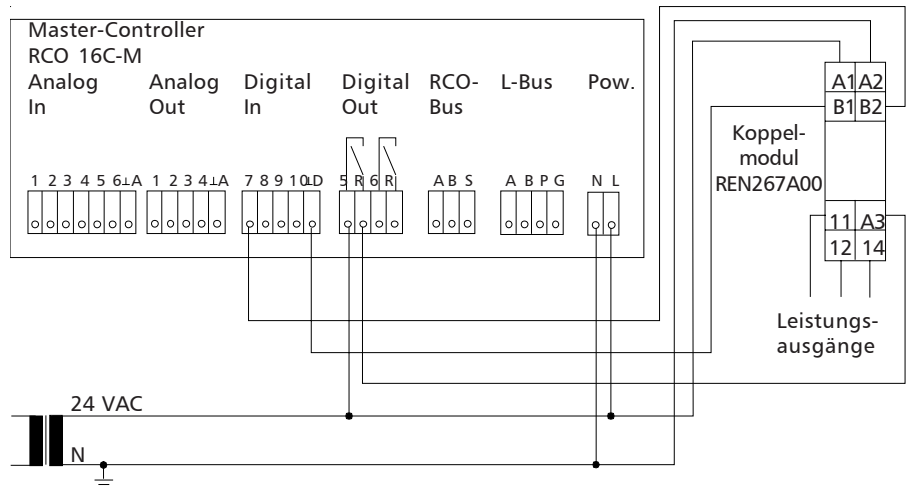 Master-Controller
RCO 16C-M
Analog In
Analog Out
Digital In
Digital Out
RCO-Bus
L-Bus
Pow.
1 2 3 4 5 6 ⊥A
1 2 3 4 ⊥A
7 8 9 10 ⊥D
5 R 6 R
A B S
A B P G
N L
A1 A2
B1 B2
Koppel-
modul
REN267A00
11 A3
12 14
Leistungs-
ausgänge
24 VAC
N